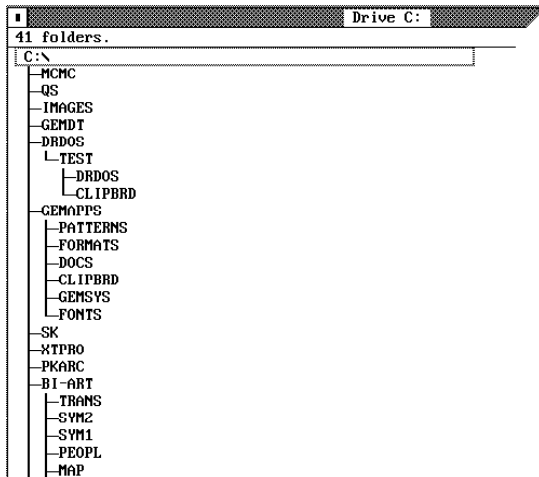 Drive C:
41 folders.
C:\
MCMC
QS
IMAGES
GEMDT
DRDOS
TEST
DRDOS
CLIPBRD
GEMAPPS
PATTERNS
FORMATS
DOCS
CLIPBRD
GEMSYS
FONTS
SK
XTPRO
PKARC
BI-ART
TRANS
SYM2
SYM1
PEOPL
MAP